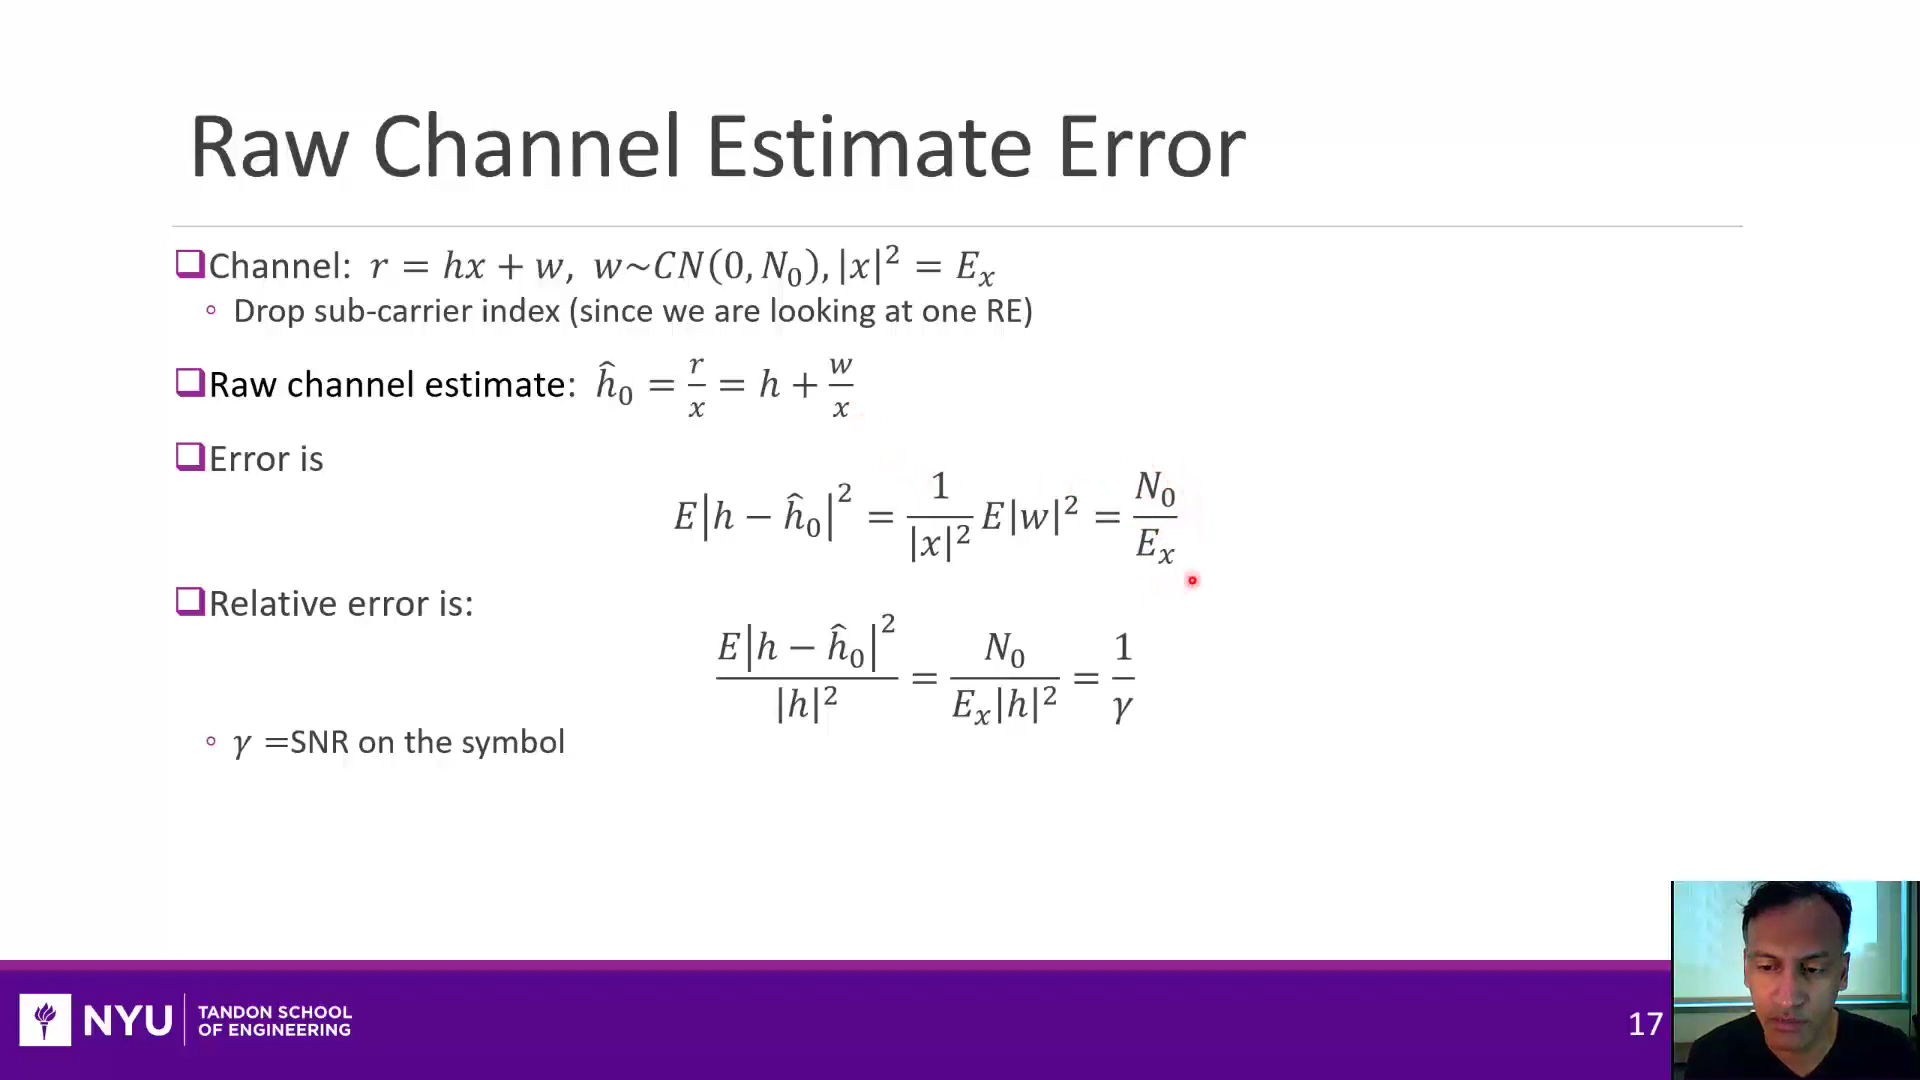 Raw Channel Estimate Error
Channel: r = hx + w, w~CN(0, N₀), |x|² = Eₓ
Drop sub-carrier index (since we are looking at one RE)
Raw channel estimate: ĥ₀ = r/x = h + w/x
Error is
E|h − ĥ₀|² = 1/|x|² E|w|² = N₀/Eₓ
Relative error is:
E|h − ĥ₀|²/|h|² = N₀/(Eₓ|h|²) = 1/γ
γ =SNR on the symbol
NYU
TANDON SCHOOL
OF ENGINEERING
17